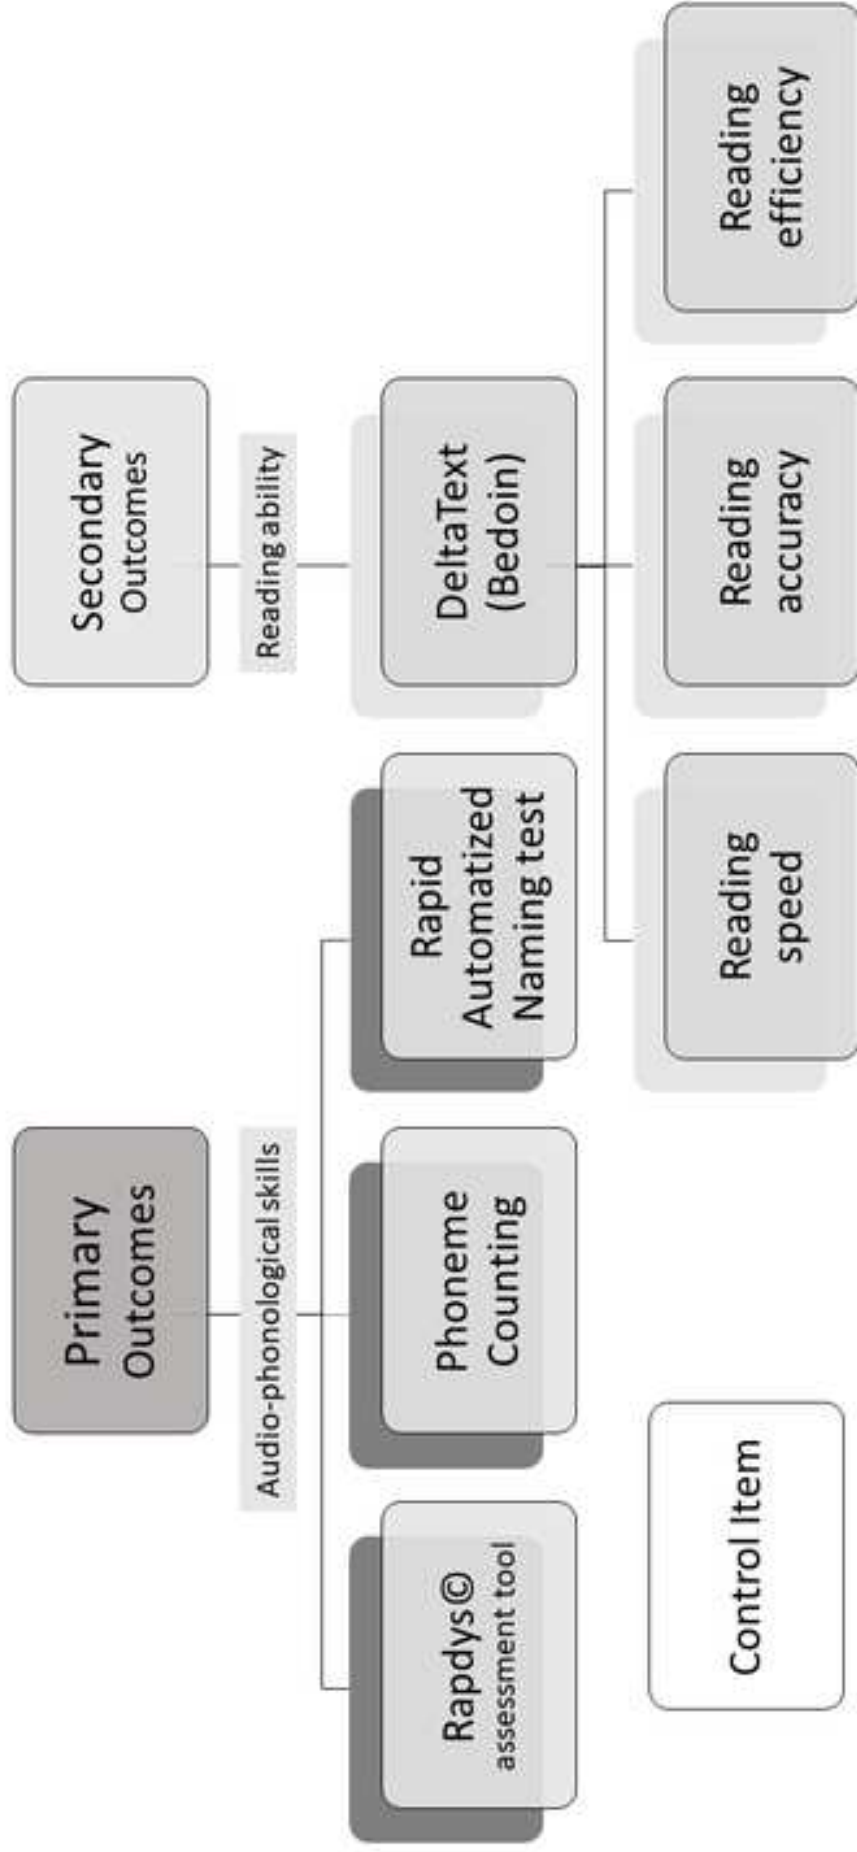 Primary
Outcomes
Audio-phonological skills
Rapdys©
assessment tool
Phoneme
Counting
Rapid
Automatized
Naming test
Secondary
Outcomes
Reading ability
DeltaText
(Bedoin)
Reading
speed
Reading
accuracy
Reading
efficiency
Control Item